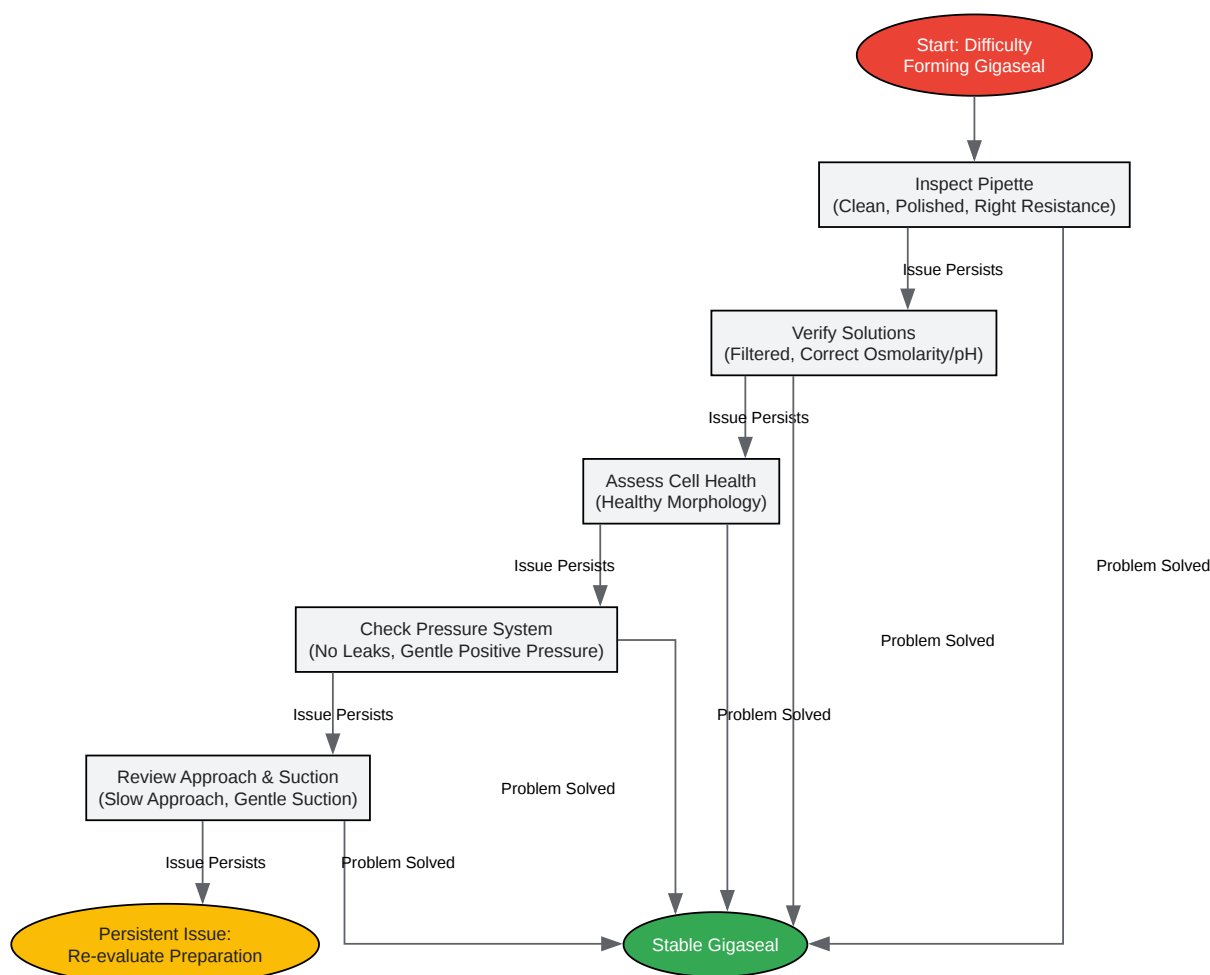 Start: Difficulty
Forming Gigaseal
Inspect Pipette
(Clean, Polished, Right Resistance)
Issue Persists
Verify Solutions
(Filtered, Correct Osmolarity/pH)
Issue Persists
Assess Cell Health
(Healthy Morphology)
Issue Persists
Problem Solved
Check Pressure System
(No Leaks, Gentle Positive Pressure)
Problem Solved
Issue Persists
Problem Solved
Review Approach & Suction
(Slow Approach, Gentle Suction)
Problem Solved
Issue Persists
Problem Solved
Persistent Issue:
Re-evaluate Preparation
Stable Gigaseal